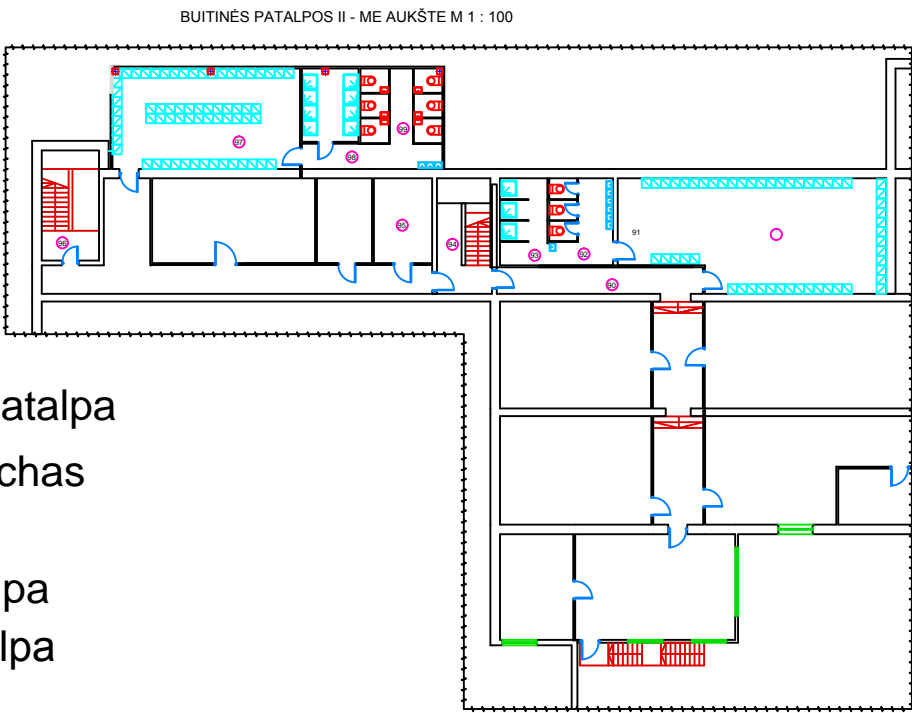 BUITINĖS PATALPOS II - ME AUKŠTE M 1 : 100
99
97
98
95
91
96
94
93
92
90
atalpa
chas
pa
lpa